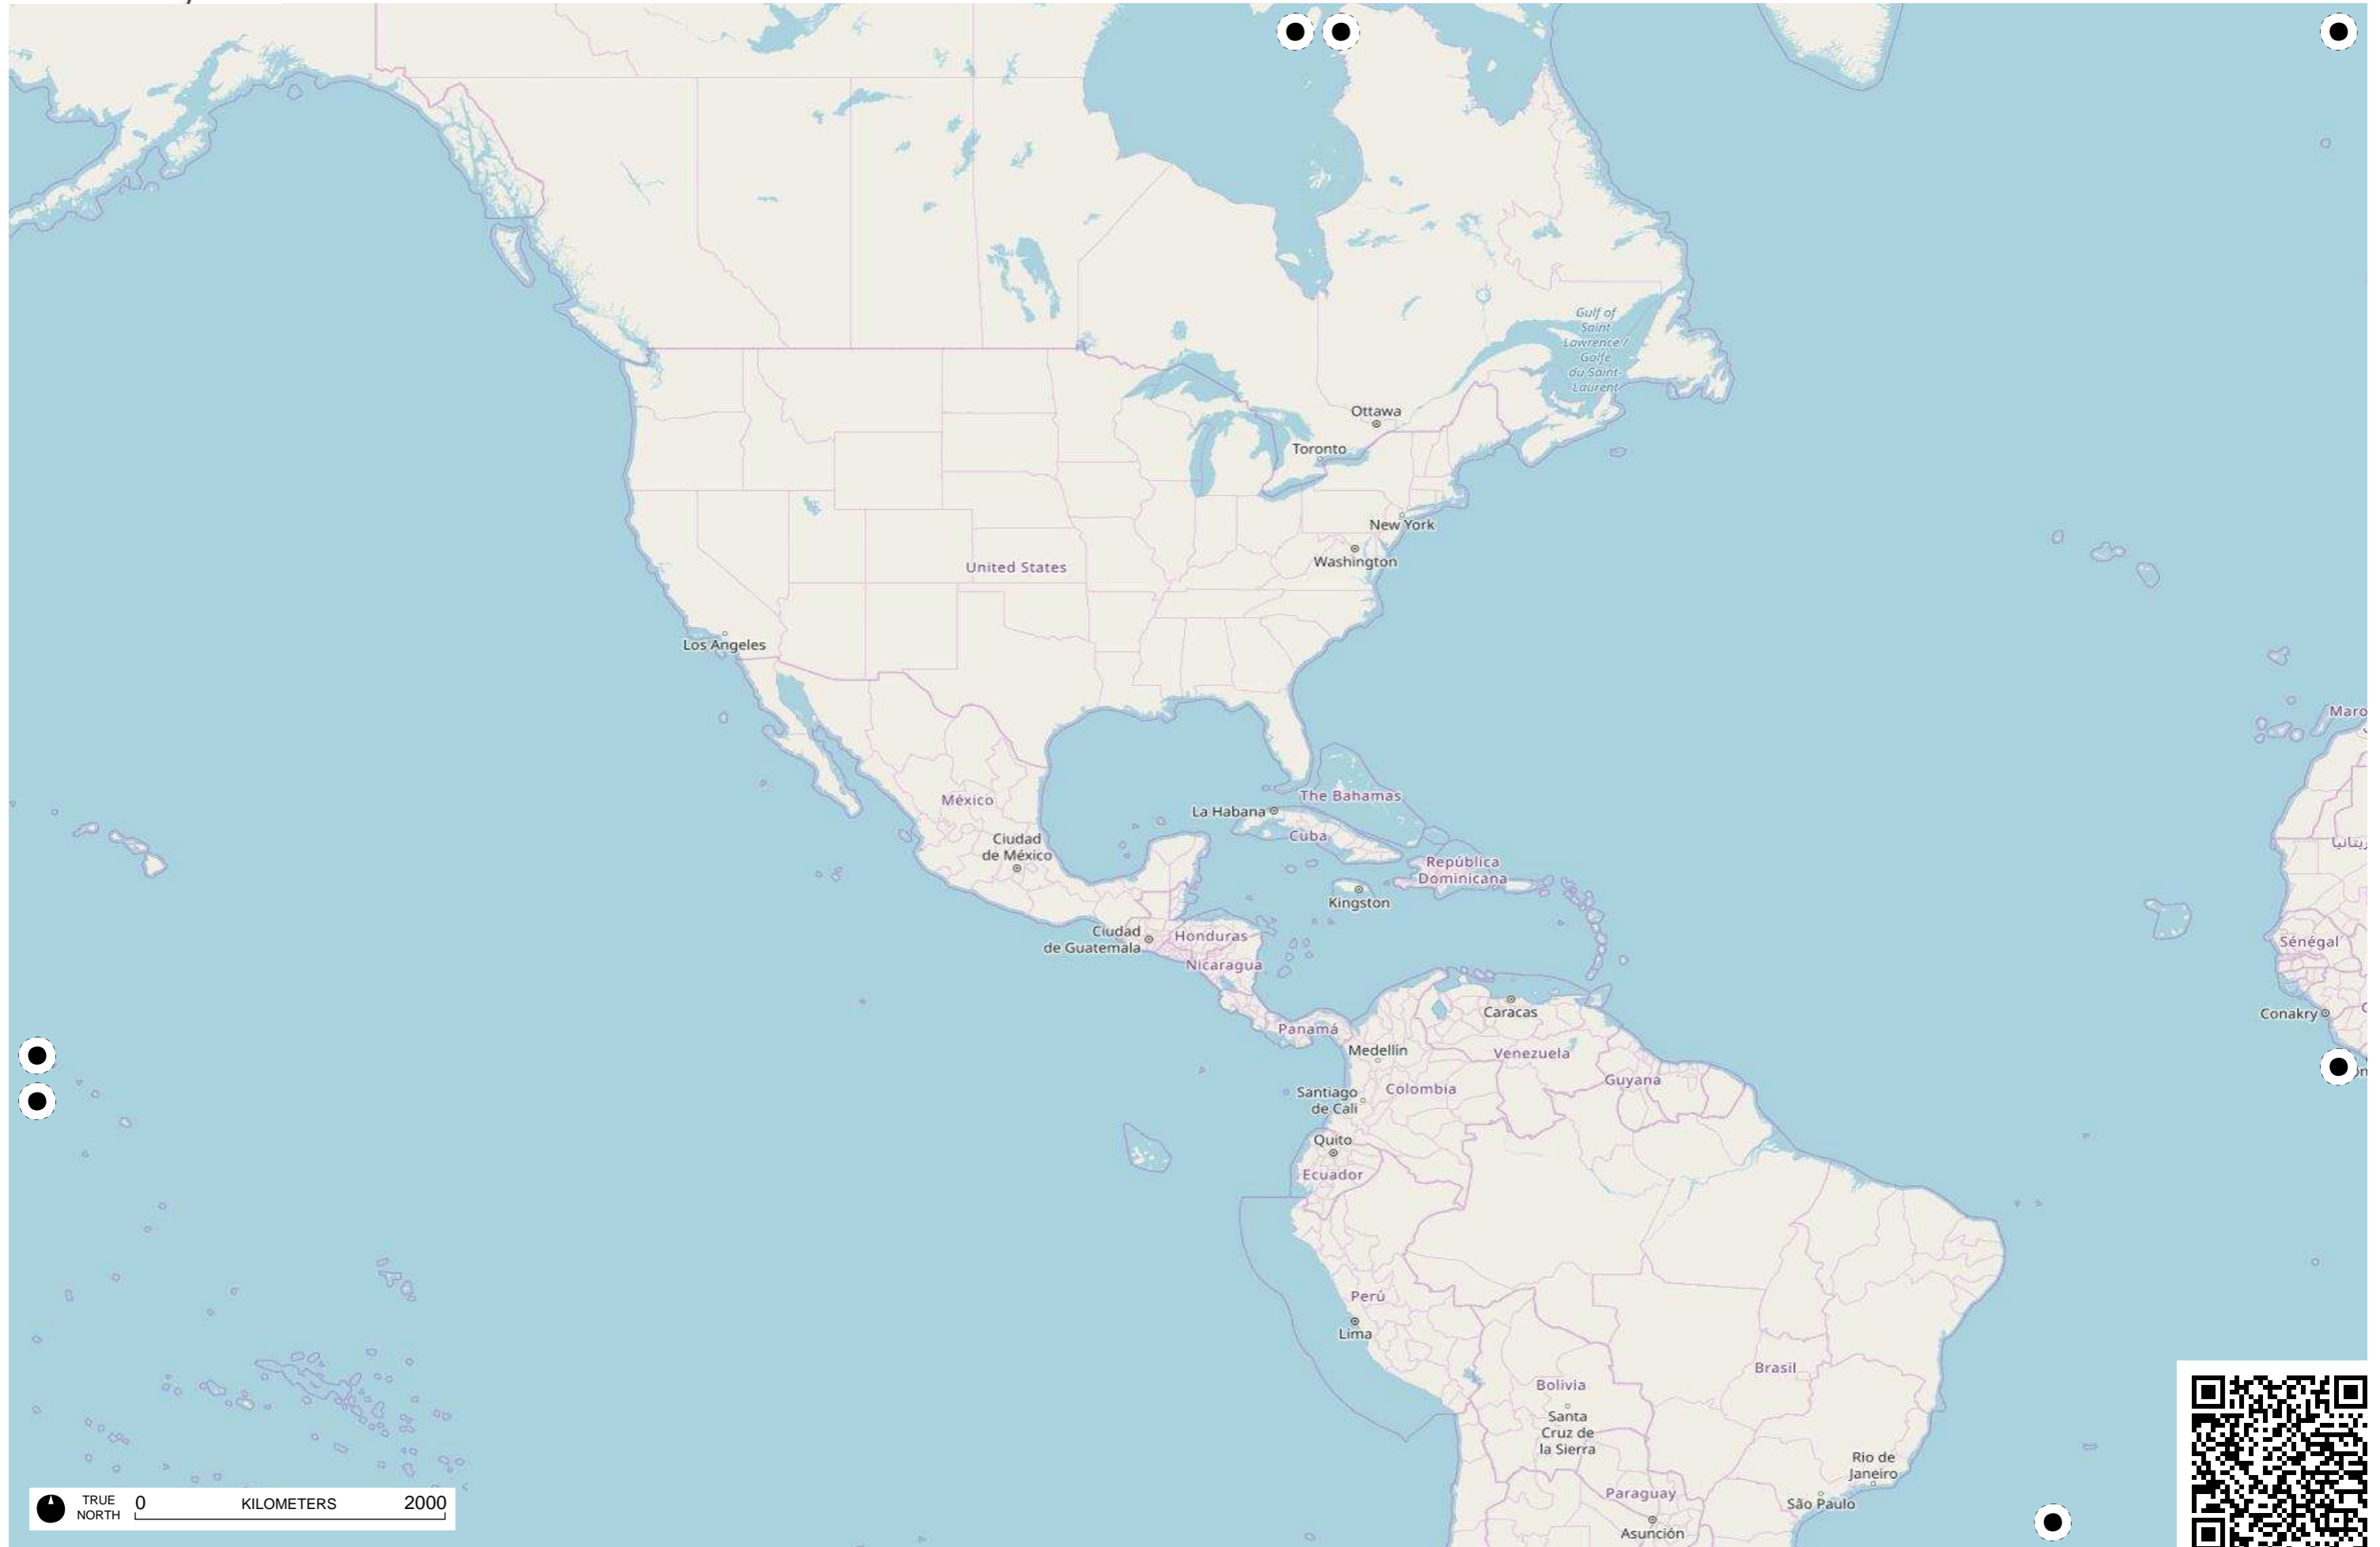 Gulf of
Saint
Lawrence /
Golfe
du Saint-
Laurent
Ottawa
Toronto
New York
Washington
United States
Los Angeles
México
Ciudad
de México
La Habana
The Bahamas
Cuba
República
Dominicana
Kingston
Ciudad
de Guatemala
Honduras
Nicaragua
Panamá
Caracas
Medellín
Venezuela
Santiago
de Cali
Colombia
Guyana
Quito
Ecuador
Perú
Lima
Brasil
Bolivia
Santa
Cruz de
la Sierra
Rio de
Janeiro
Paraguay
São Paulo
Asunción
Maro
Sénégal
Conakry
TRUE
NORTH
0 KILOMETERS 2000